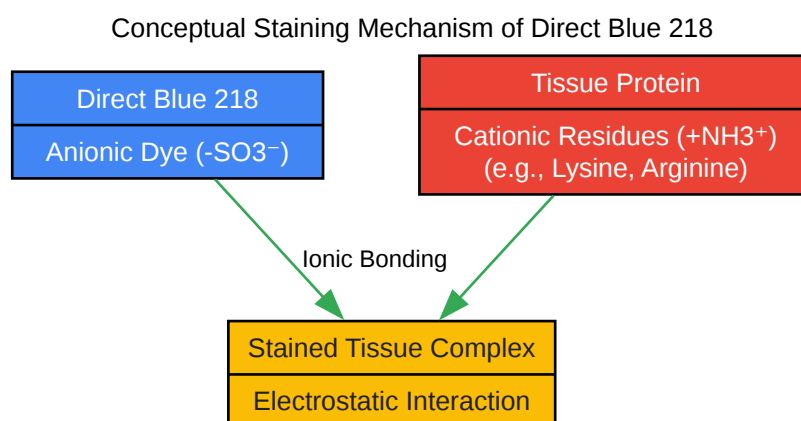 Conceptual Staining Mechanism of Direct Blue 218
Direct Blue 218
Anionic Dye (-SO3⁻)
Tissue Protein
Cationic Residues (+NH3⁺)
(e.g., Lysine, Arginine)
Ionic Bonding
Stained Tissue Complex
Electrostatic Interaction